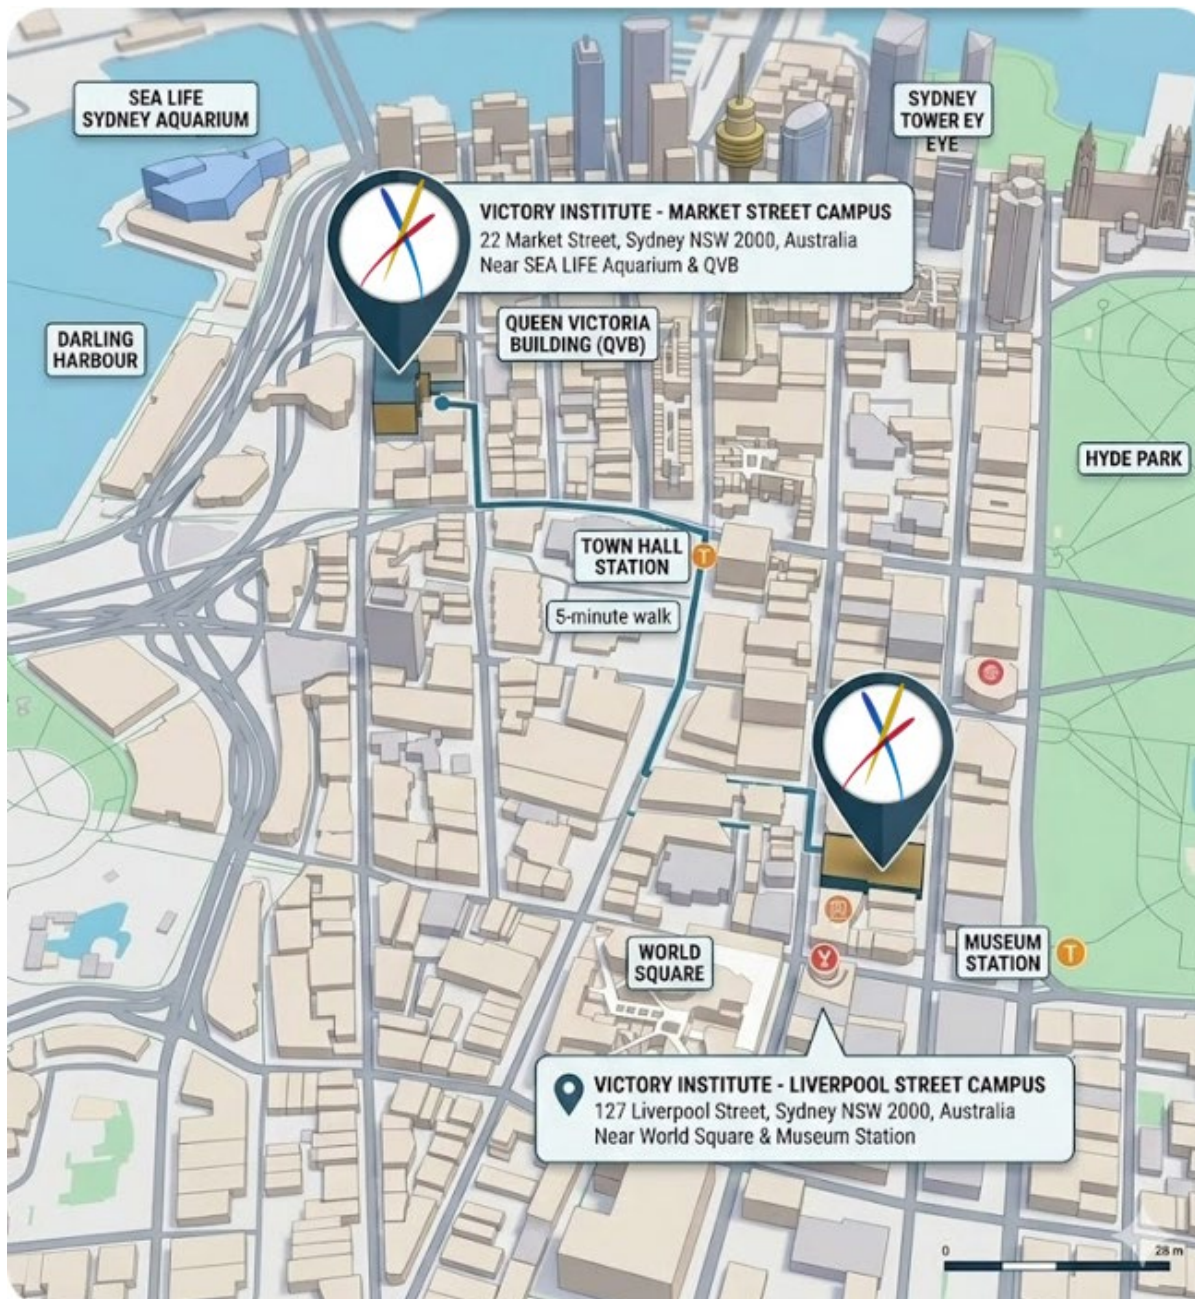 SEA LIFE
SYDNEY AQUARIUM
SYDNEY
TOWER EY
EYE
VICTORY INSTITUTE - MARKET STREET CAMPUS
22 Market Street, Sydney NSW 2000, Australia
Near SEA LIFE Aquarium & QVB
DARLING
HARBOUR
QUEEN VICTORIA
BUILDING (QVB)
HYDE PARK
TOWN HALL
STATION
T
5-minute walk
WORLD
SQUARE
MUSEUM
STATION
T
VICTORY INSTITUTE - LIVERPOOL STREET CAMPUS
127 Liverpool Street, Sydney NSW 2000, Australia
Near World Square & Museum Station
0
28 m